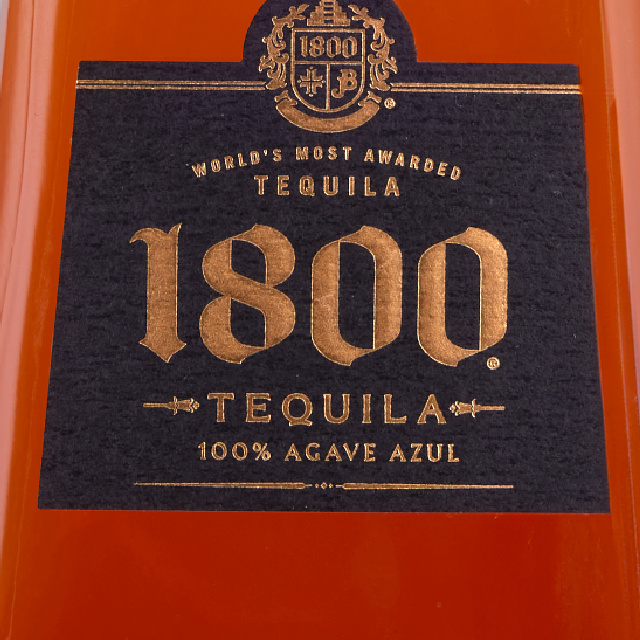 1800
B
®
WORLD'S MOST AWARDED
TEQUILA
1800
®
TEQUILA
100% AGAVE AZUL